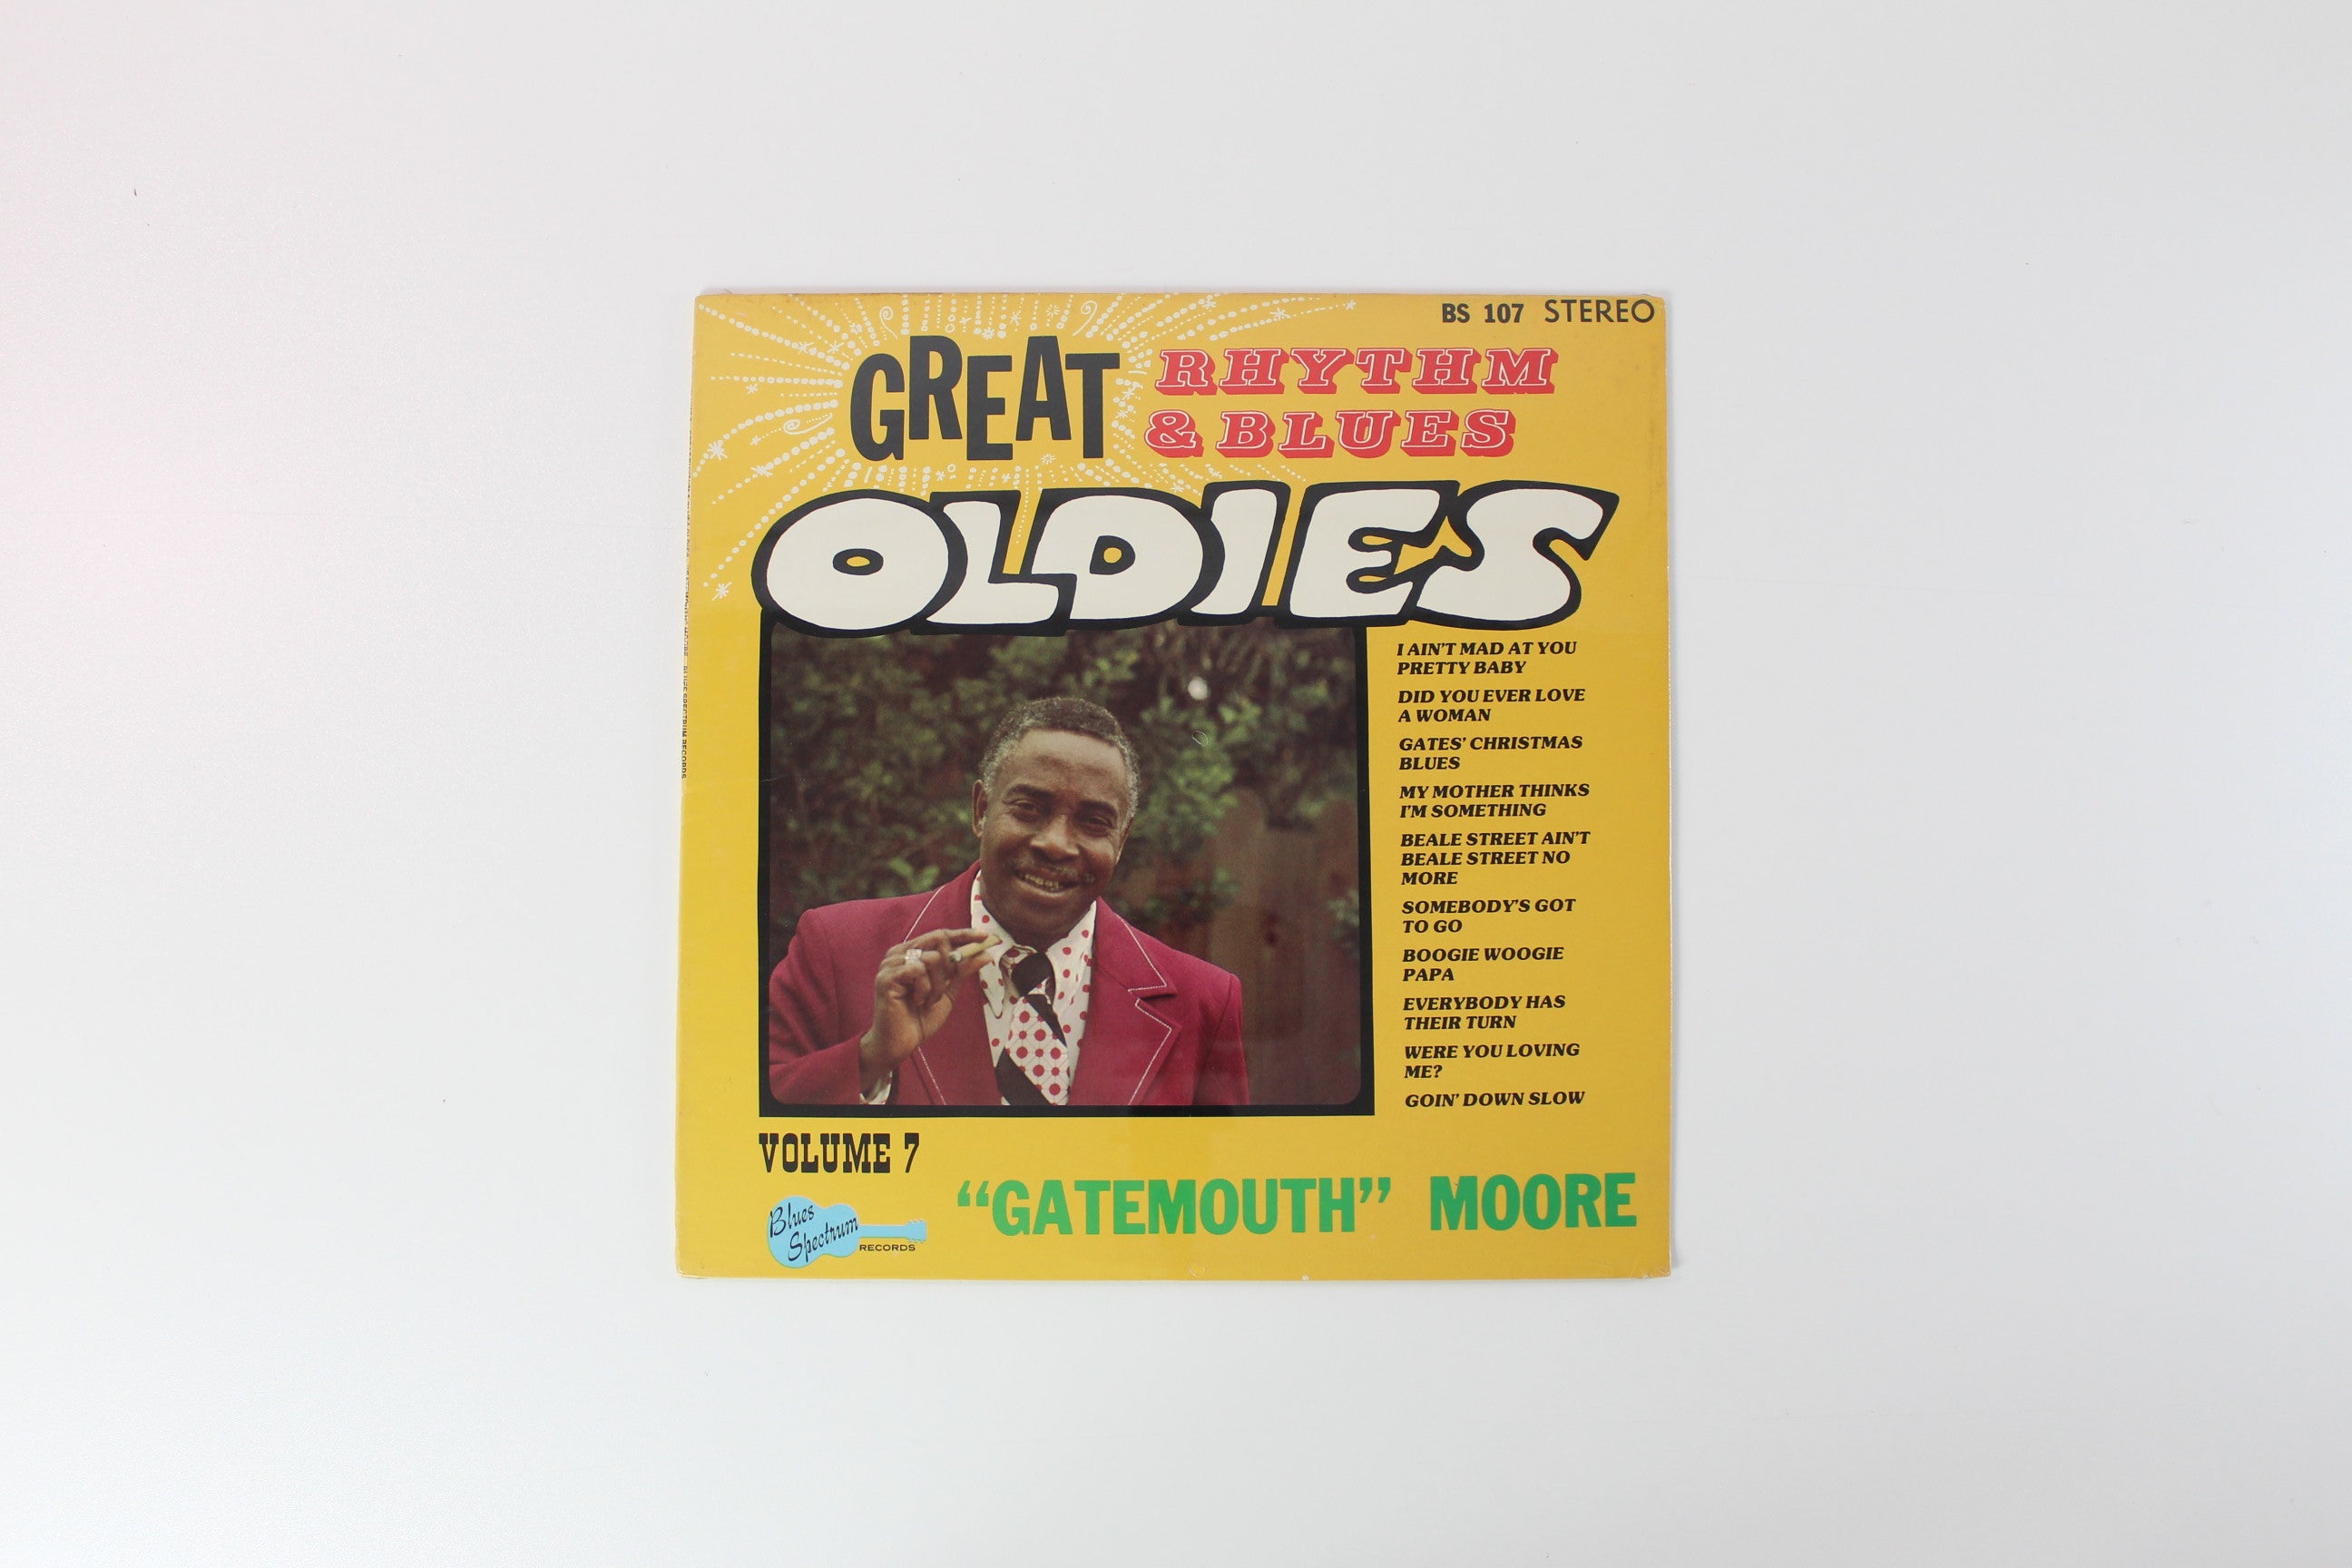 BS 107 STEREO
GREAT
RHYTHM
& BLUES
OLDIES
I AIN'T MAD AT YOU
PRETTY BABY
DID YOU EVER LOVE
A WOMAN
GATES' CHRISTMAS
BLUES
MY MOTHER THINKS
I'M SOMETHING
BEALE STREET AIN'T
BEALE STREET NO
MORE
SOMEBODY'S GOT
TO GO
BOOGIE WOOGIE
PAPA
EVERYBODY HAS
THEIR TURN
WERE YOU LOVING
ME?
GOIN' DOWN SLOW
VOLUME 7
"GATEMOUTH" MOORE
Blues
Spectrum
RECORDS